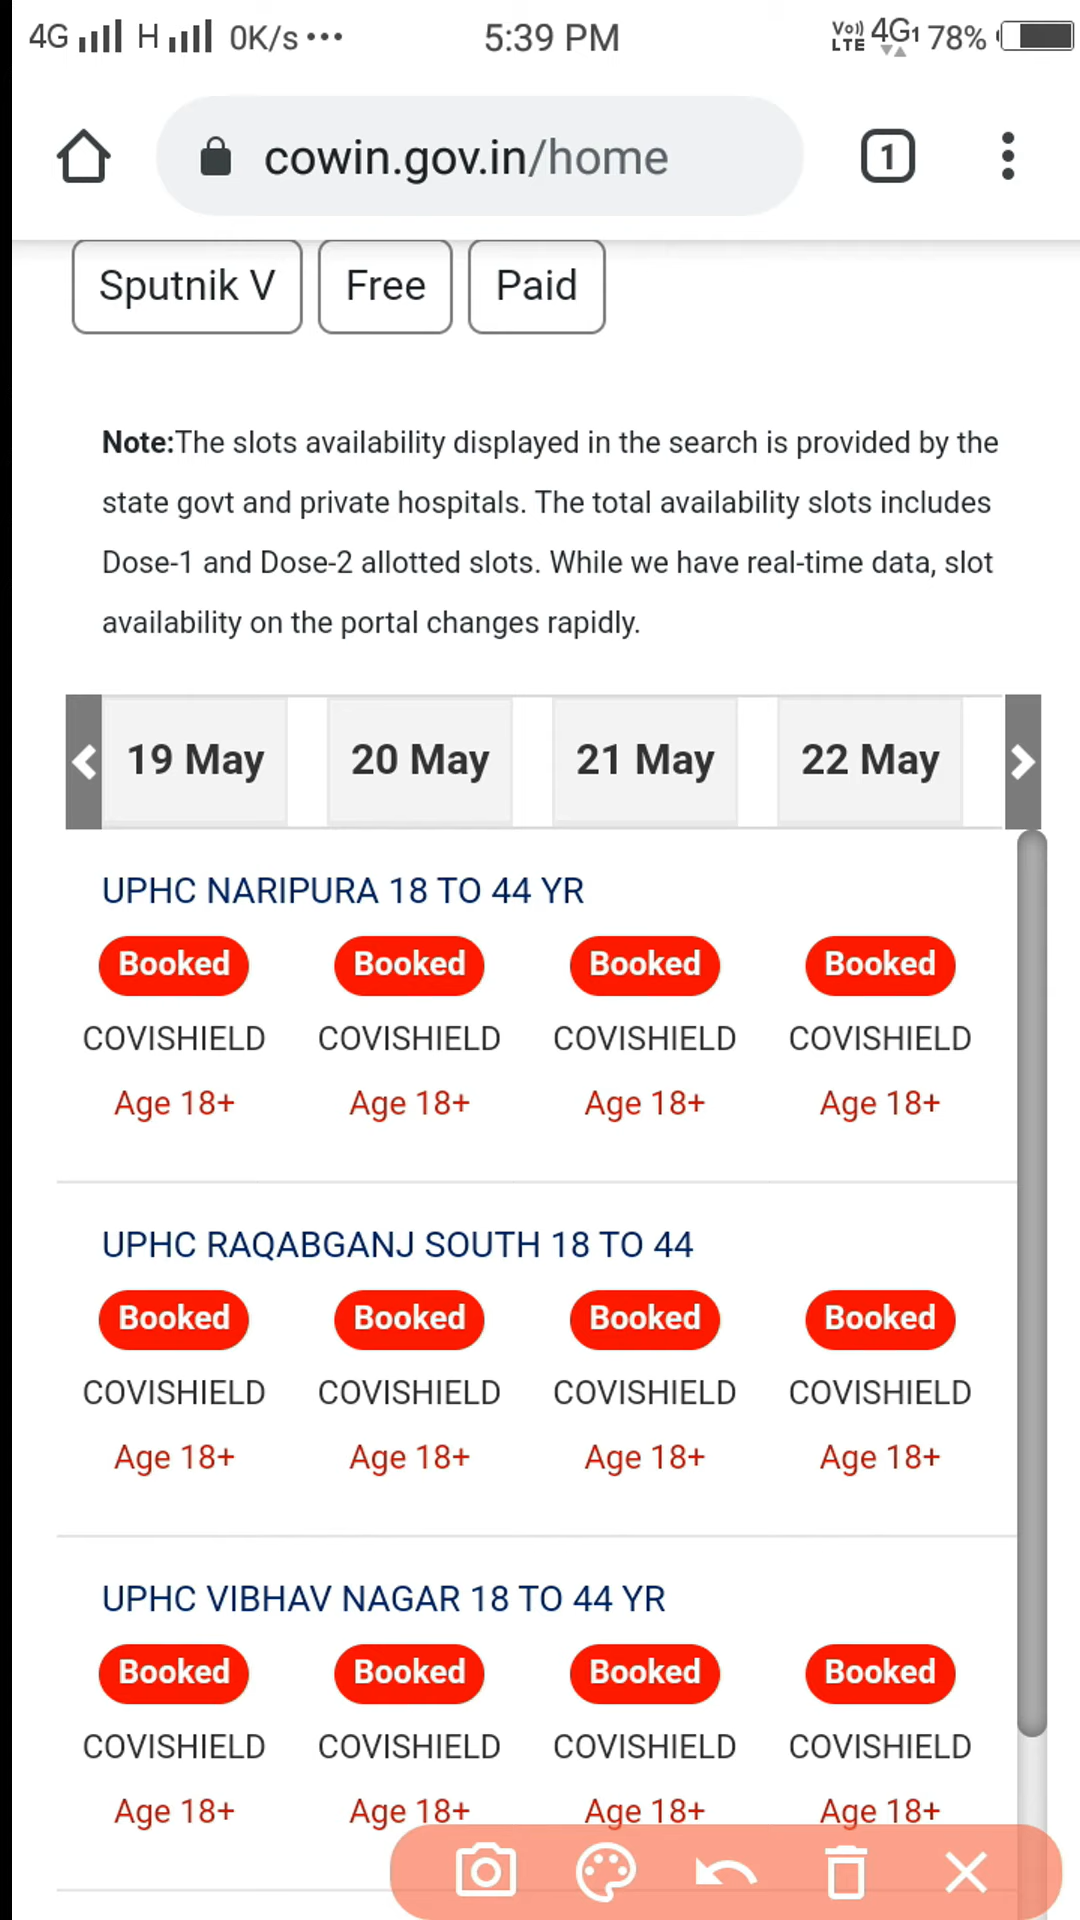 4G H 0K/s... 5:39 PM Vo)) LTE 4G1 78%
cowin.gov.in/home 1
Sputnik V Free Paid
Note:The slots availability displayed in the search is provided by the
state govt and private hospitals. The total availability slots includes
Dose-1 and Dose-2 allotted slots. While we have real-time data, slot
availability on the portal changes rapidly.
19 May 20 May 21 May 22 May
UPHC NARIPURA 18 TO 44 YR
Booked Booked Booked Booked
COVISHIELD COVISHIELD COVISHIELD COVISHIELD
Age 18+ Age 18+ Age 18+ Age 18+
UPHC RAQABGANJ SOUTH 18 TO 44
Booked Booked Booked Booked
COVISHIELD COVISHIELD COVISHIELD COVISHIELD
Age 18+ Age 18+ Age 18+ Age 18+
UPHC VIBHAV NAGAR 18 TO 44 YR
Booked Booked Booked Booked
COVISHIELD COVISHIELD COVISHIELD COVISHIELD
Age 18+ Age 18+ Age 18+ Age 18+